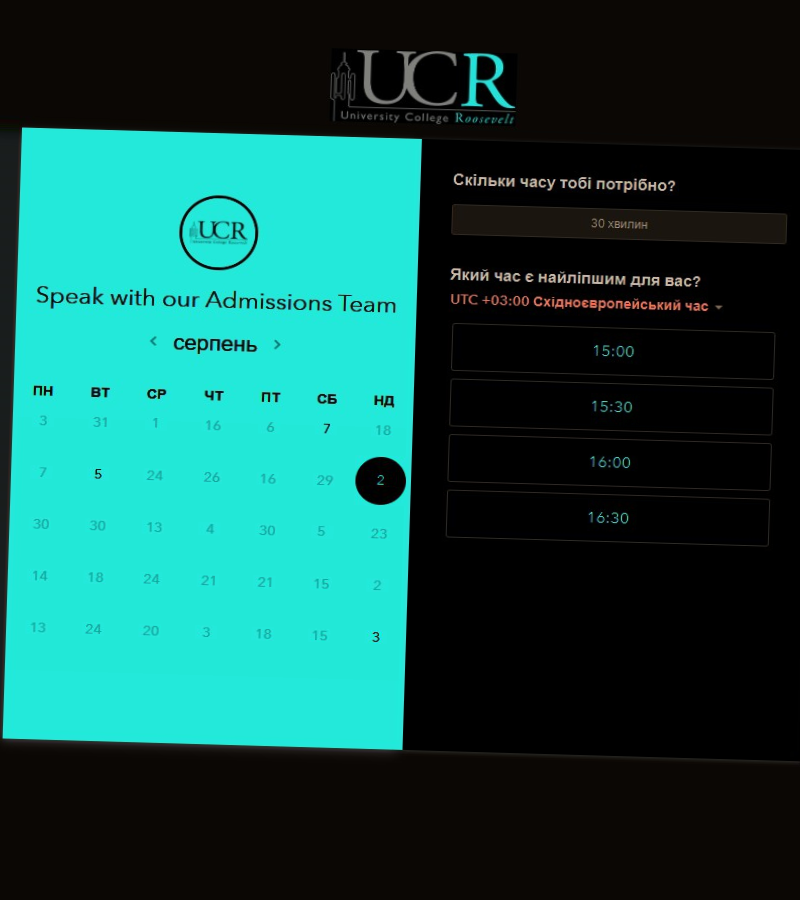 UCR
University College Roosevelt
UCR
Speak with our Admissions Team
серпень
ПН ВТ СР ЧТ ПТ СБ НД
3 31 1 16 6 7 18
7 5 24 26 16 29 2
30 30 13 4 30 5 23
14 18 24 21 21 15 2
13 24 20 3 18 15 3
Скільки часу тобі потрібно?
30 хвилин
Який час є найліпшим для вас?
UTC +03:00 Східноєвропейський час
15:00
15:30
16:00
16:30